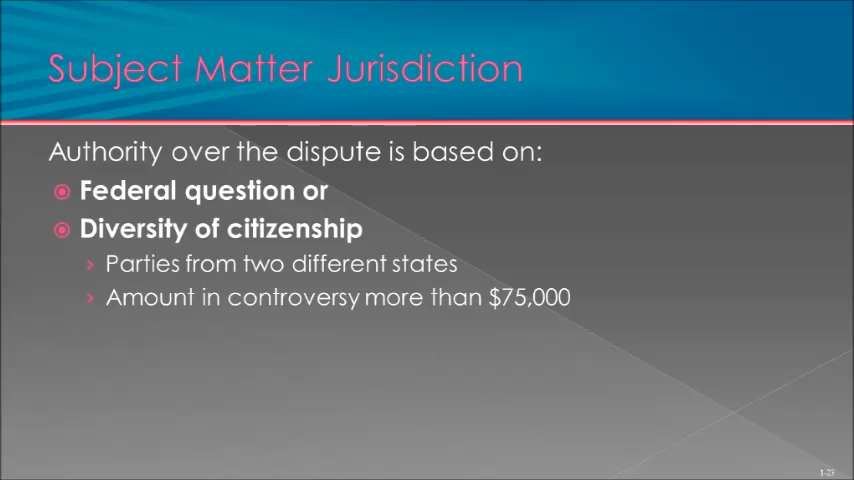 Subject Matter Jurisdiction
Authority over the dispute is based on:
Federal question or
Diversity of citizenship
Parties from two different states
Amount in controversy more than $75,000
1-23